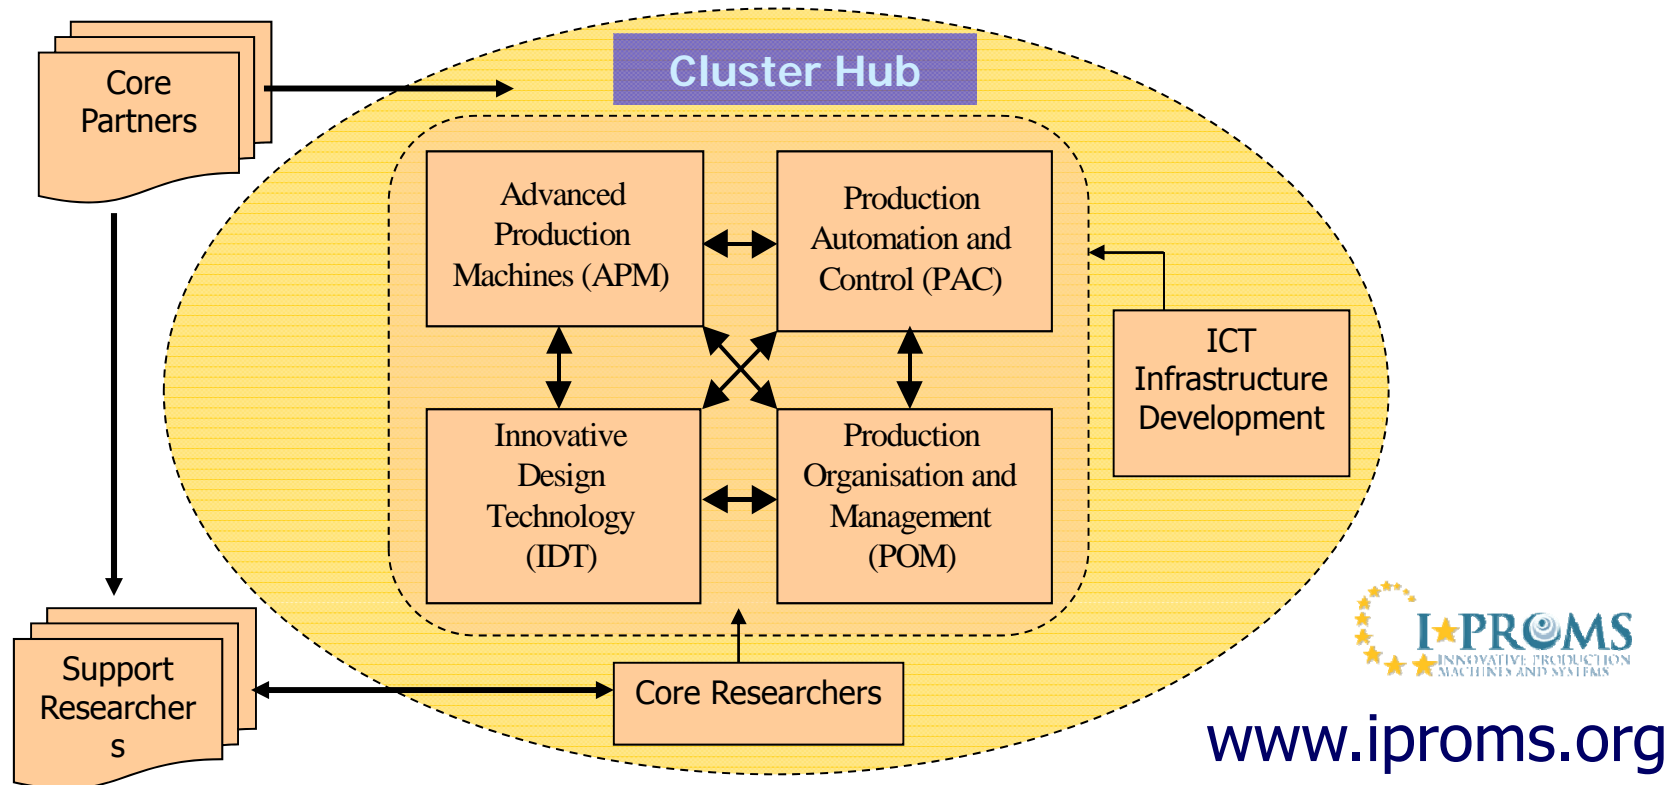 Cluster Hub
Core
Partners
Advanced
Production
Machines (APM)
Production
Automation and
Control (PAC)
ICT
Infrastructure
Development
Innovative
Design
Technology
(IDT)
Production
Organisation and
Management
(POM)
Support
Researcher
s
Core Researchers
I★PROMS
INNOVATIVE PRODUCTION
MACHINES AND SYSTEMS
www.iproms.org